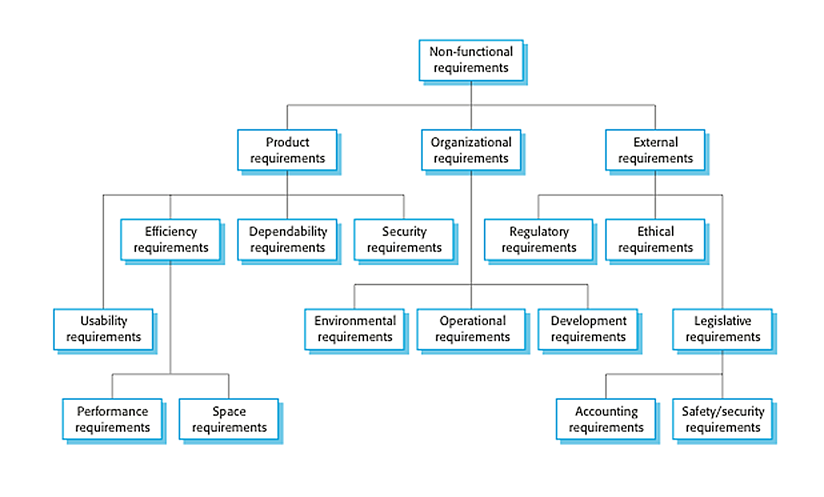 Non-functional
requirements
Product
requirements
Organizational
requirements
External
requirements
Efficiency
requirements
Dependability
requirements
Security
requirements
Regulatory
requirements
Ethical
requirements
Usability
requirements
Environmental
requirements
Operational
requirements
Development
requirements
Legislative
requirements
Performance
requirements
Space
requirements
Accounting
requirements
Safety/security
requirements